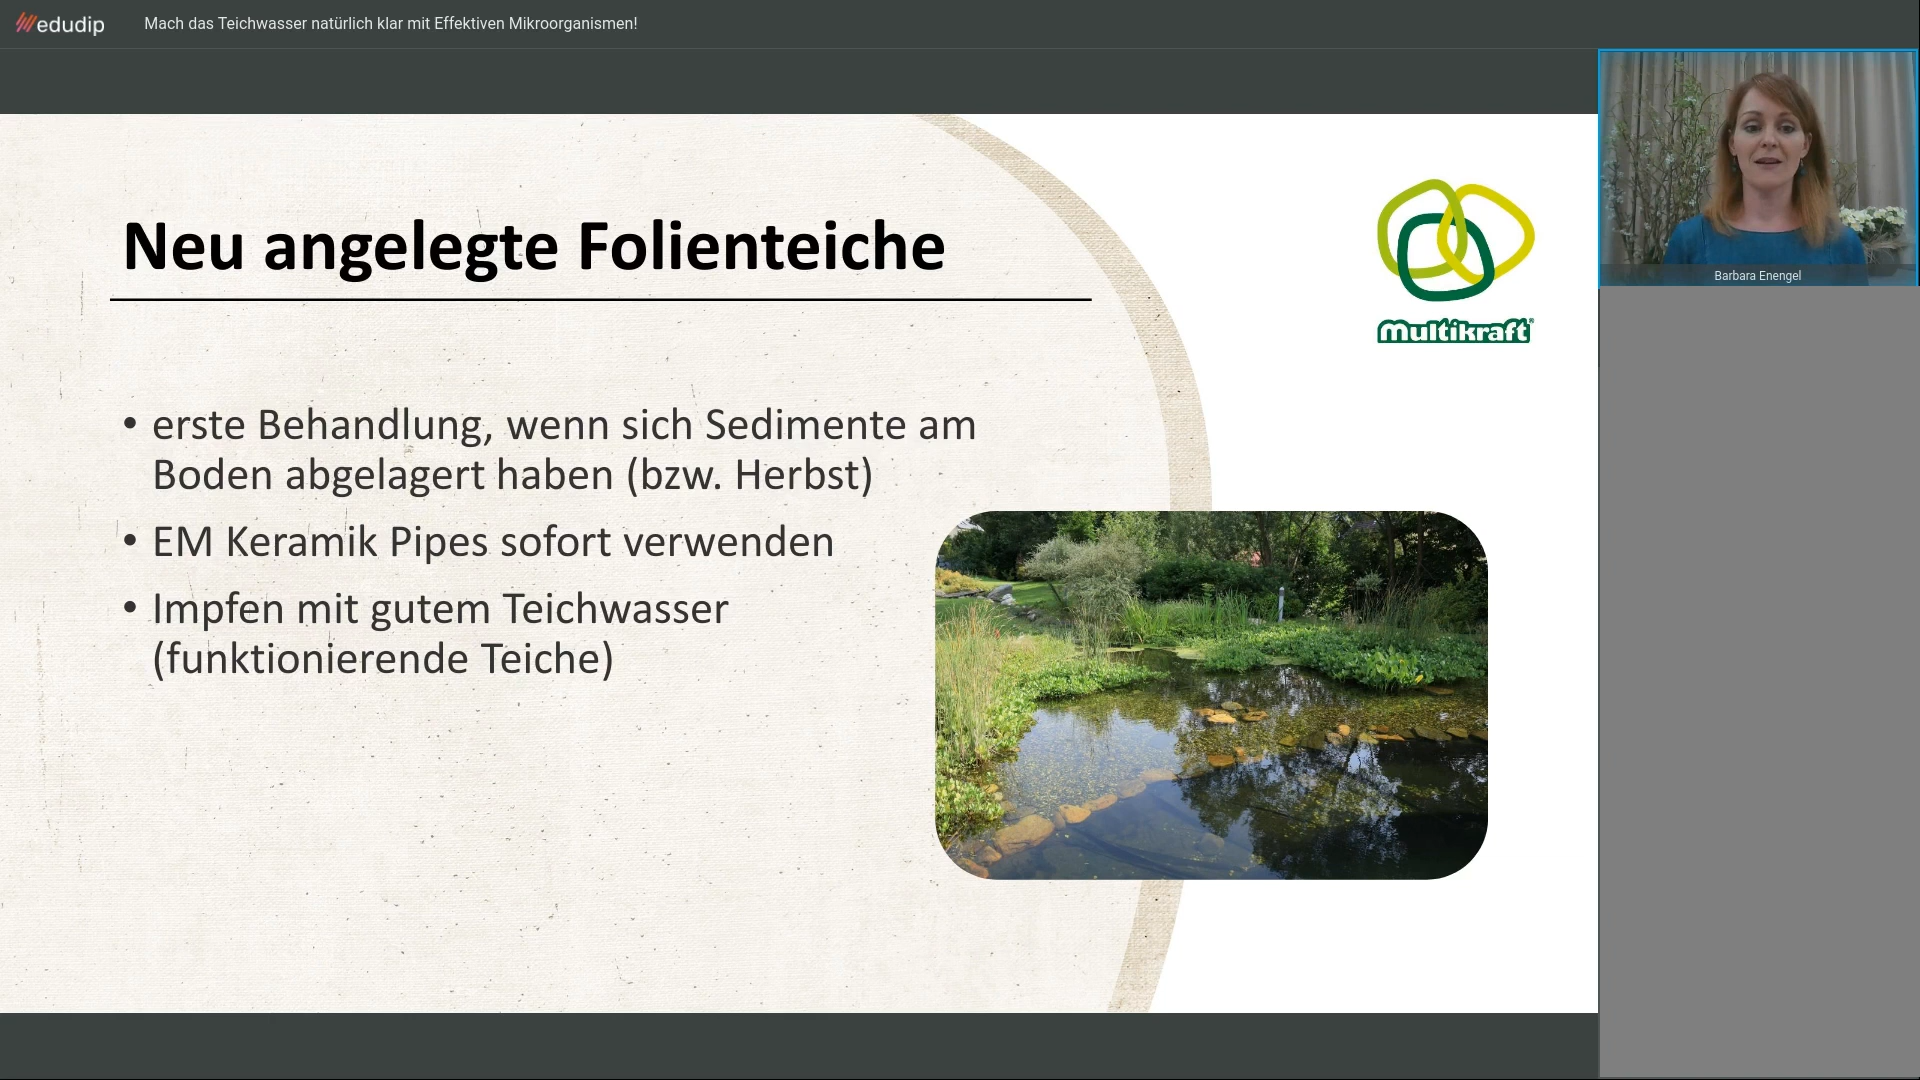 edudip
Mach das Teichwasser natürlich klar mit Effektiven Mikroorganismen!
Neu angelegte Folienteiche
multikraft®
• erste Behandlung, wenn sich Sedimente am
Boden abgelagert haben (bzw. Herbst)
• EM Keramik Pipes sofort verwenden
• Impfen mit gutem Teichwasser
(funktionierende Teiche)
Barbara Enengel